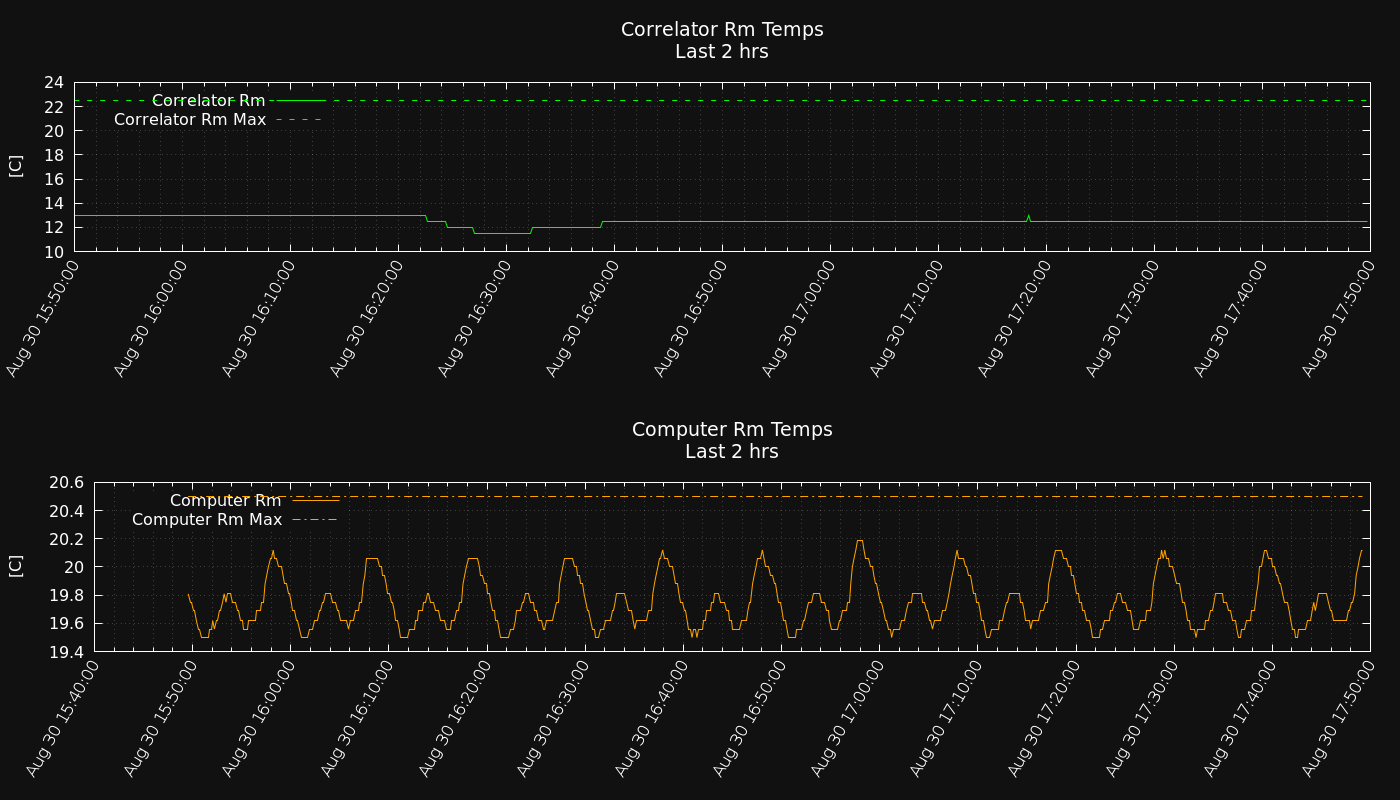 Correlator Rm Temps
Last 2 hrs
24
22
20
18
16
14
12
10
[C]
Correlator Rm
Correlator Rm Max
Aug 30 15:50:00
Aug 30 16:00:00
Aug 30 16:10:00
Aug 30 16:20:00
Aug 30 16:30:00
Aug 30 16:40:00
Aug 30 16:50:00
Aug 30 17:00:00
Aug 30 17:10:00
Aug 30 17:20:00
Aug 30 17:30:00
Aug 30 17:40:00
Aug 30 17:50:00
Computer Rm Temps
Last 2 hrs
20.6
20.4
20.2
20
19.8
19.6
19.4
[C]
Computer Rm
Computer Rm Max
Aug 30 15:40:00
Aug 30 15:50:00
Aug 30 16:00:00
Aug 30 16:10:00
Aug 30 16:20:00
Aug 30 16:30:00
Aug 30 16:40:00
Aug 30 16:50:00
Aug 30 17:00:00
Aug 30 17:10:00
Aug 30 17:20:00
Aug 30 17:30:00
Aug 30 17:40:00
Aug 30 17:50:00